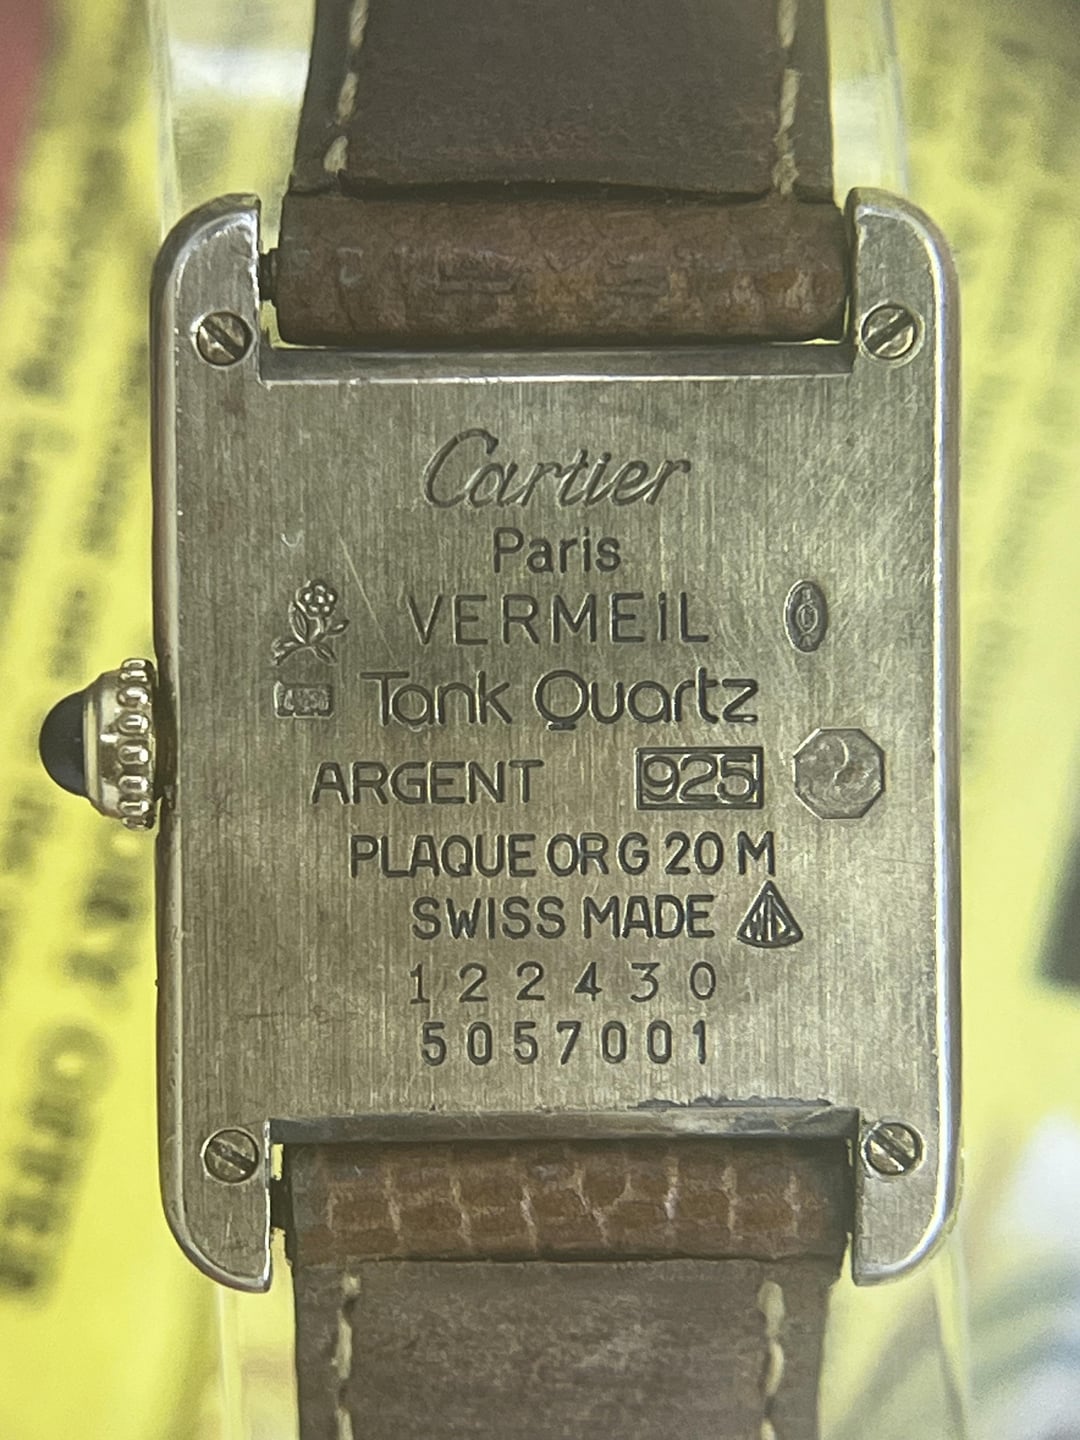 Cartier
Paris
VERMEIL
Tank Quartz
ARGENT 925
PLAQUE OR G 20 M
SWISS MADE
122430
5057001